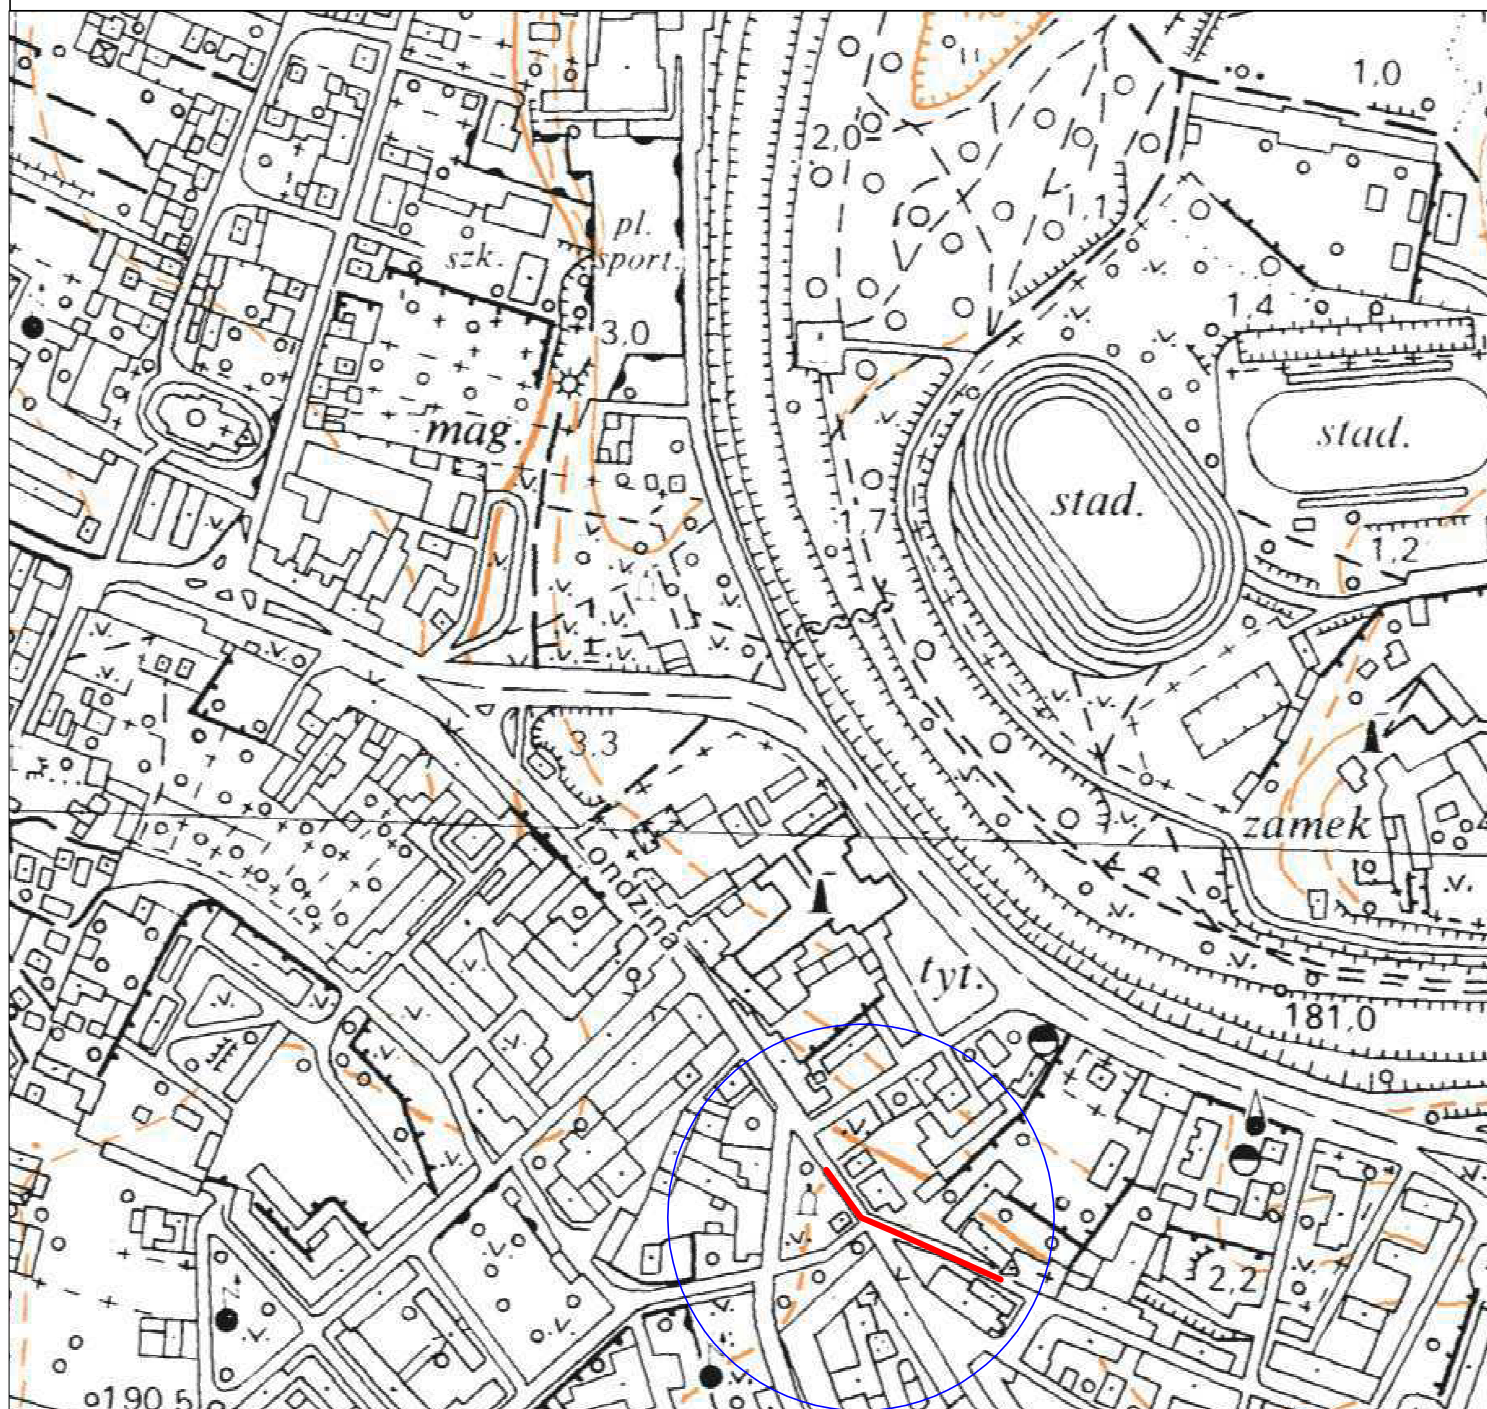 1,0
2,0
1,1
pl.
sport.
szk.
1,4
3,0
mag.
stad.
stad.
1,7
1,2
3,3
zamek
ondzina
tyt.
181,0
2,2
190,5